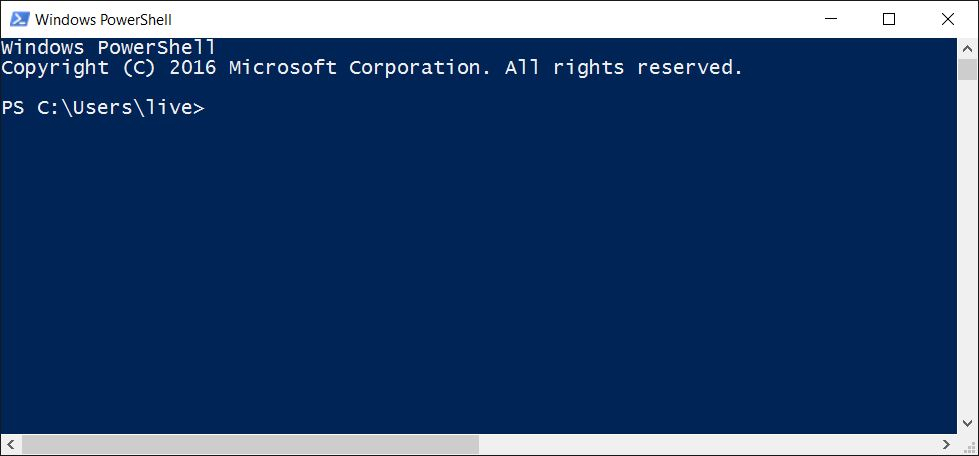 Windows PowerShell
Windows PowerShell
Copyright (C) 2016 Microsoft Corporation. All rights reserved.
PS C:\Users\live>